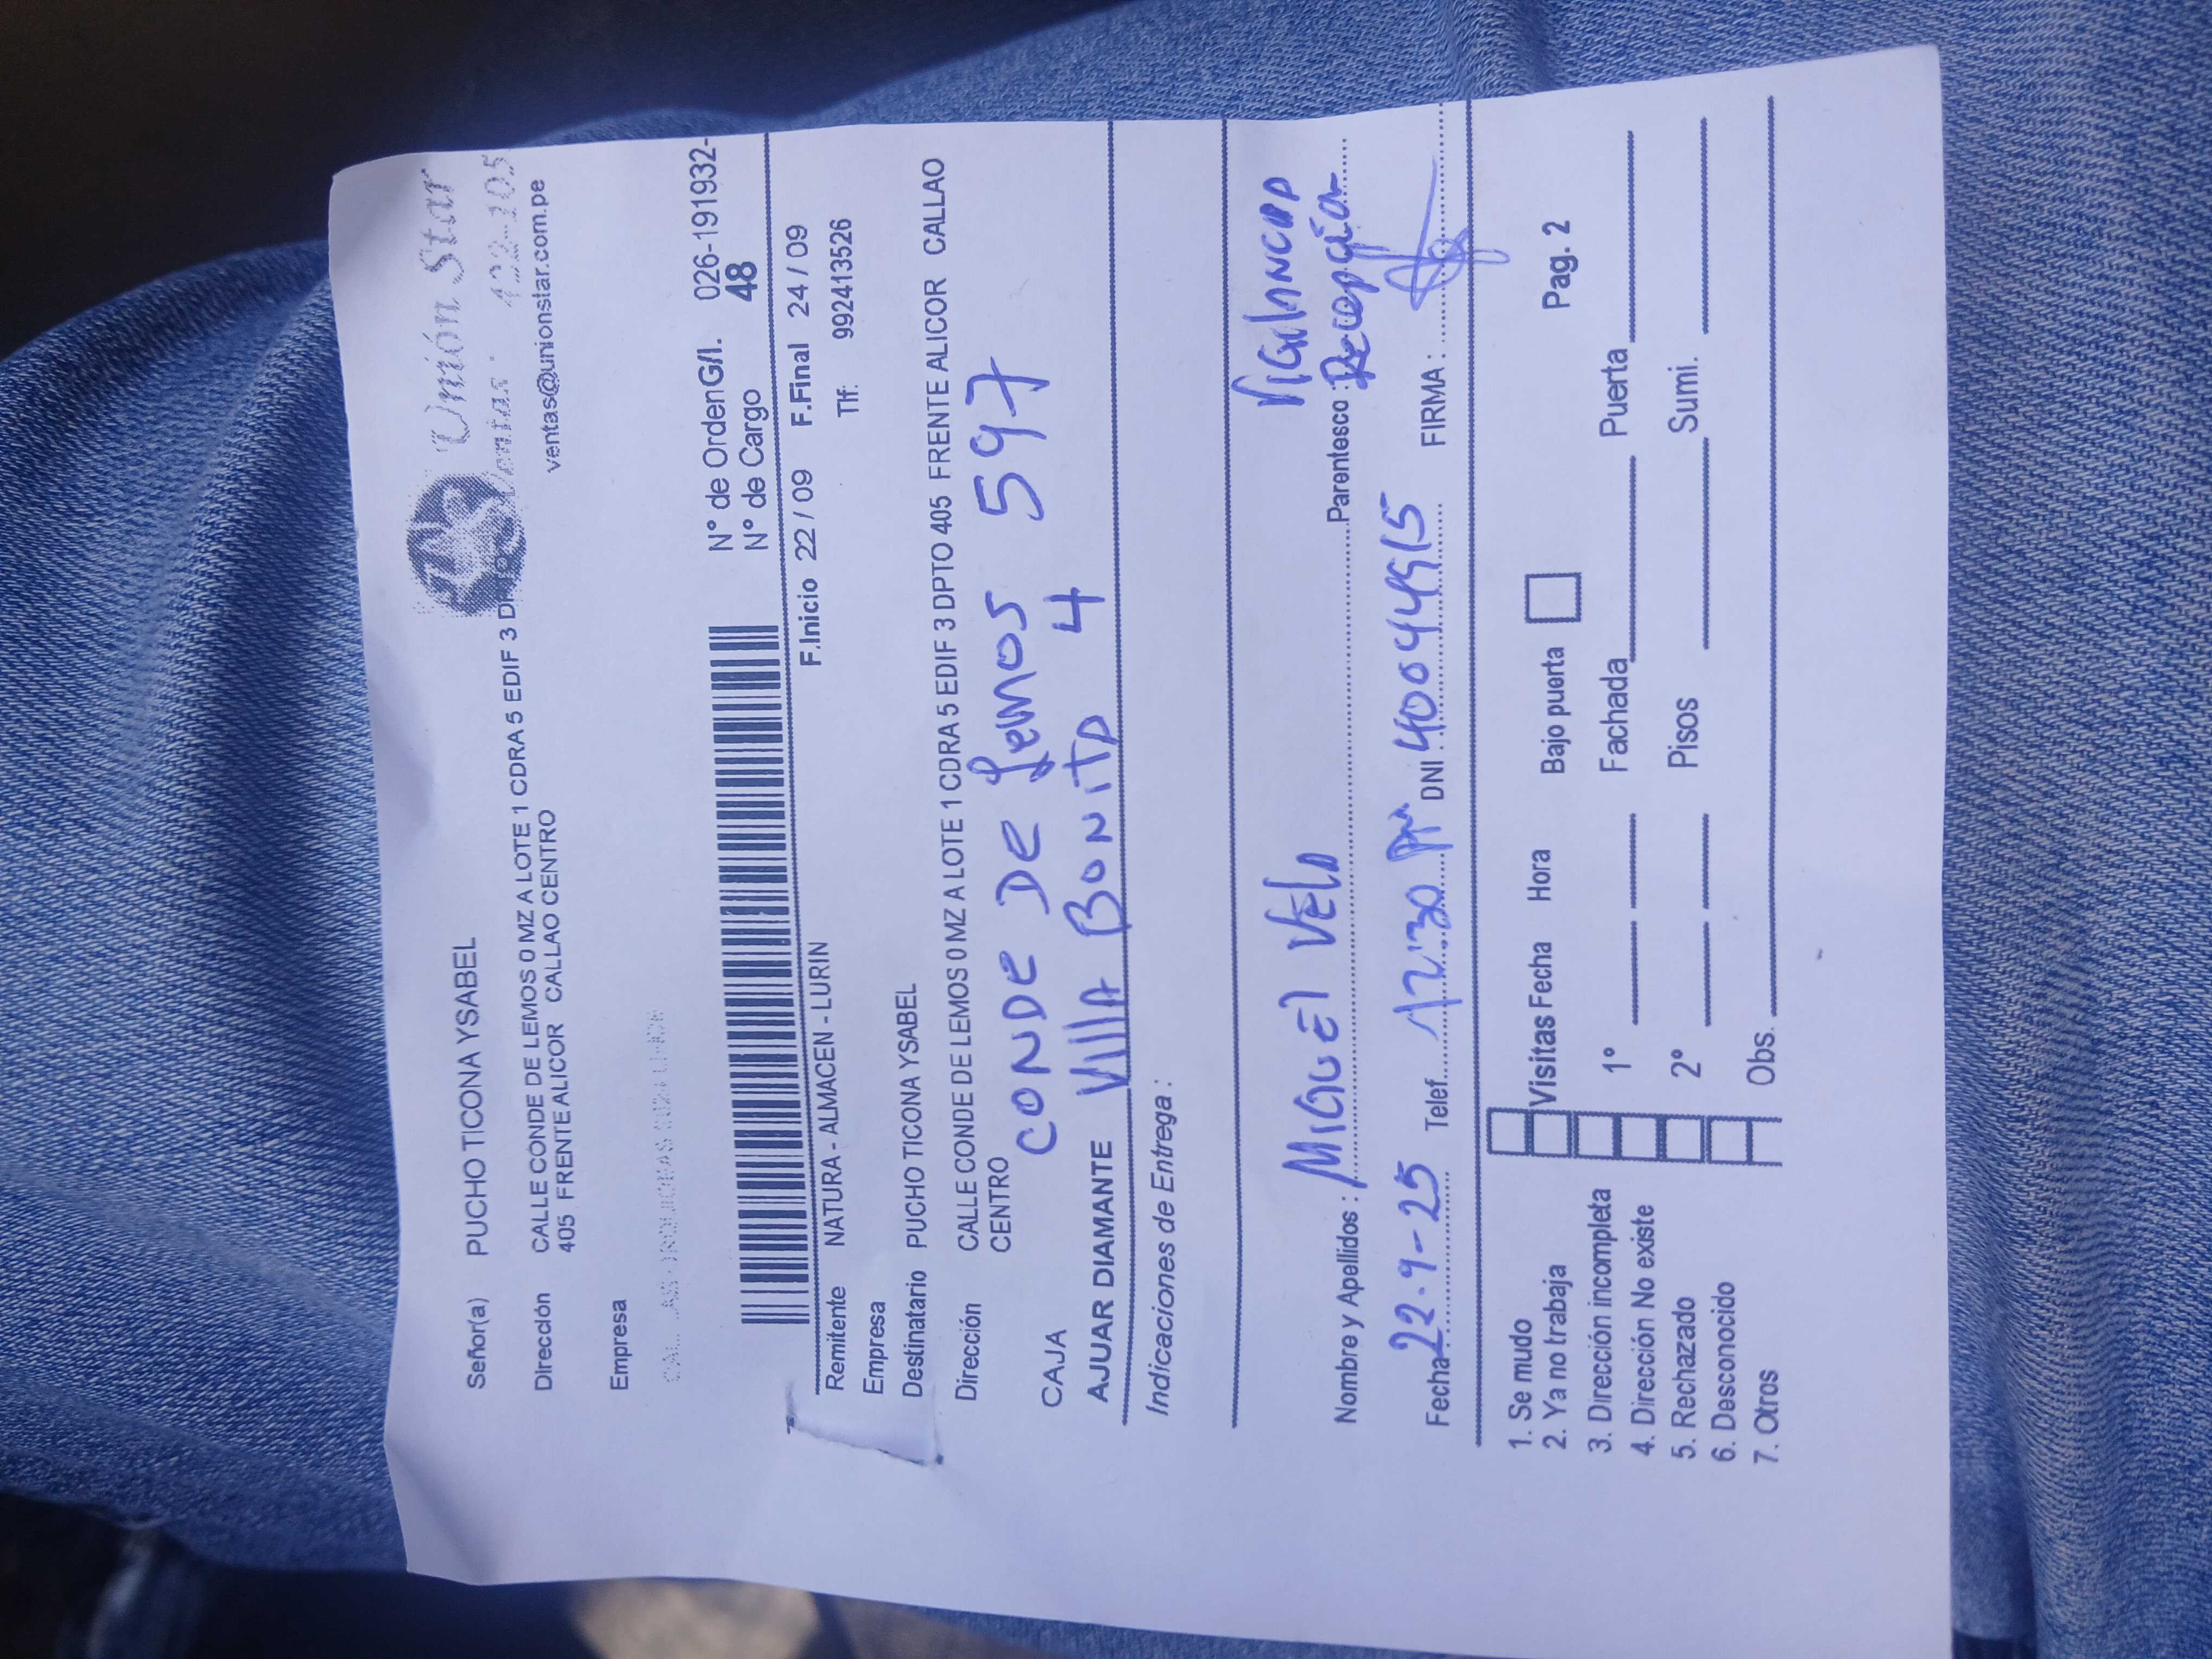 Unión Star
ventas@unionstar.com.pe
Señor(a) PUCHO TICONA YSABEL
Dirección CALLE CONDE DE LEMOS 0 MZ A LOTE 1 CDRA 5 EDIF 3
405 FRENTE ALICOR CALLAO CENTRO
Empresa
N° de OrdenG/I. 026-191932-
N° de Cargo 48
F.Inicio 22 / 09 F.Final 24 / 09
Remitente NATURA - ALMACEN - LURIN Tlf: 992413526
Empresa
Destinatario PUCHO TICONA YSABEL
Dirección CALLE CONDE DE LEMOS 0 MZ A LOTE 1 CDRA 5 EDIF 3 DPTO 405 FRENTE ALICOR CALLAO
CENTRO
CONDE DE Lemos 597
CAJA
AJUAR DIAMANTE Villa BONITA 4
Indicaciones de Entrega :
Vigilancia
Nombre y Apellidos : MIGUEL VELA Parentesco : Recepción
Fecha 22-9-25 Telef. 12:30 pm DNI 40044915 FIRMA :
1. Se mudo
2. Ya no trabaja Visitas Fecha Hora Bajo puerta Pag. 2
3. Dirección incompleta 1° Fachada Puerta
4. Dirección No existe
5. Rechazado 2° Pisos Sumi.
6. Desconocido
7. Otros Obs.